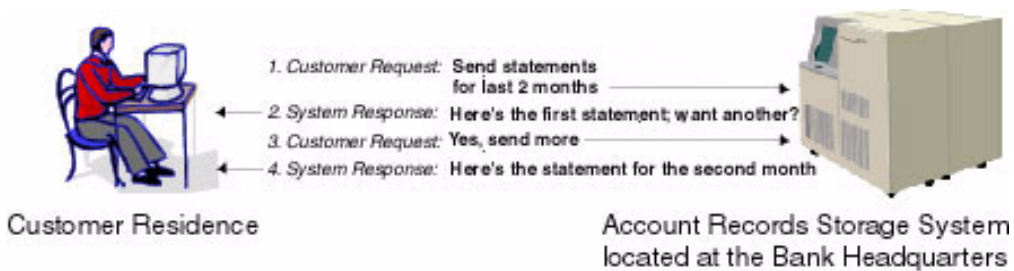 1. Customer Request: Send statements
for last 2 months
2. System Response: Here's the first statement; want another?
3. Customer Request: Yes, send more
4. System Response: Here's the statement for the second month
Customer Residence
Account Records Storage System
located at the Bank Headquarters